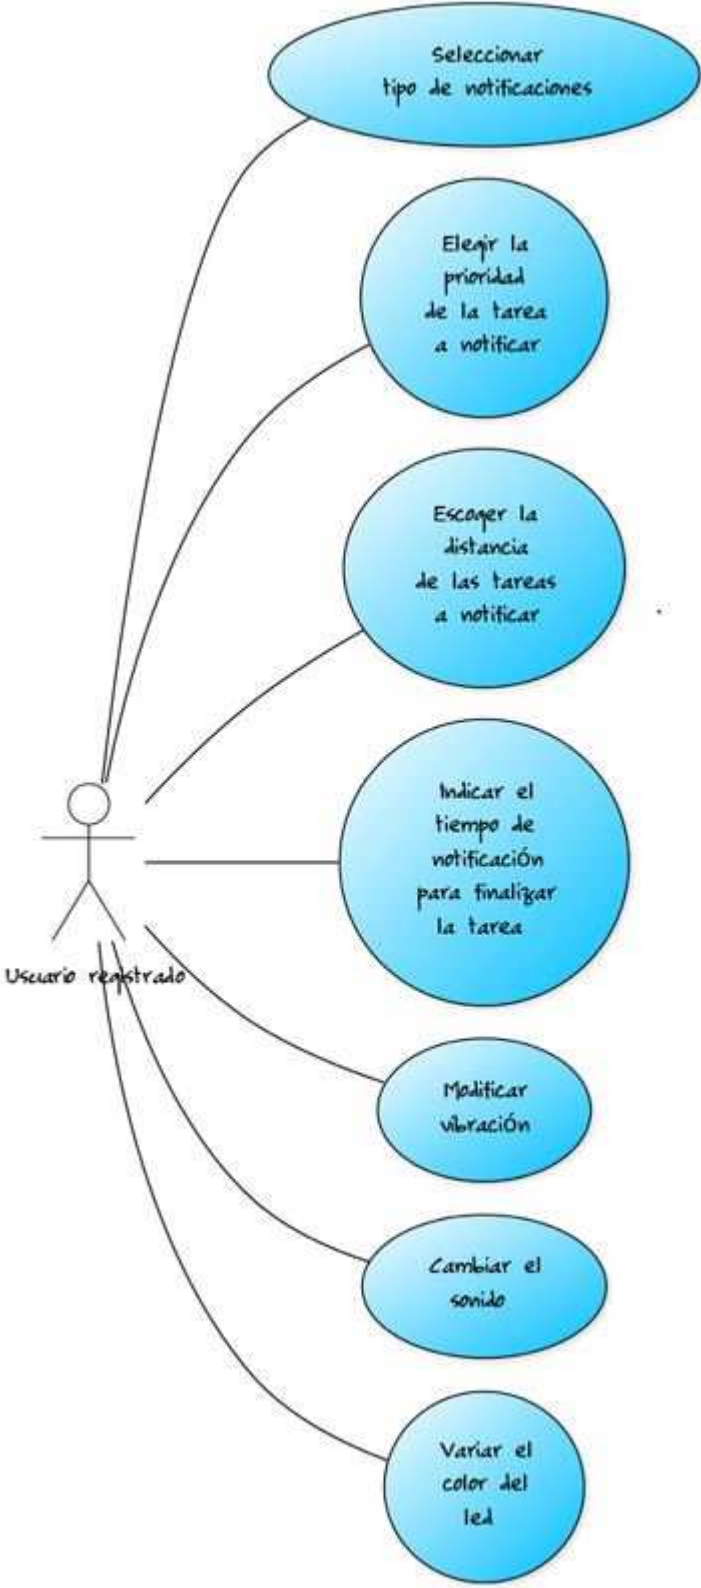 Seleccionar
tipo de notificaciones
Elegir la
prioridad
de la tarea
a notificar
Escoger la
distancia
de las tareas
a notificar
Indicar el
tiempo de
notificación
para finalizar
la tarea
Usuario registrado
Modificar
vibración
Cambiar el
sonido
Variar el
color del
led